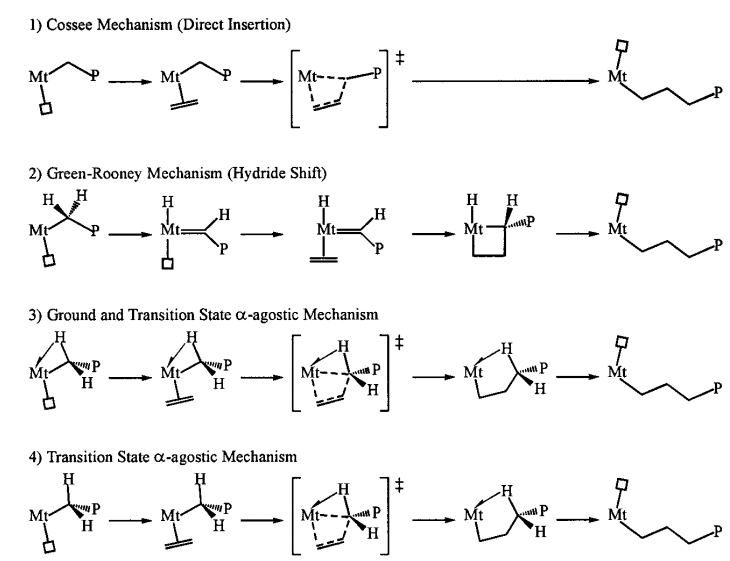 1) Cossee Mechanism (Direct Insertion)
Mt P Mt P Mt P ‡ Mt P
2) Green-Rooney Mechanism (Hydride Shift)
H H H H H H H H
Mt P Mt P Mt P Mt P Mt P
3) Ground and Transition State α-agostic Mechanism
H H H ‡ H
Mt P Mt P Mt P Mt P Mt P
H H H H
4) Transition State α-agostic Mechanism
H H H ‡ H
Mt P Mt P Mt P Mt P Mt P
H H H H